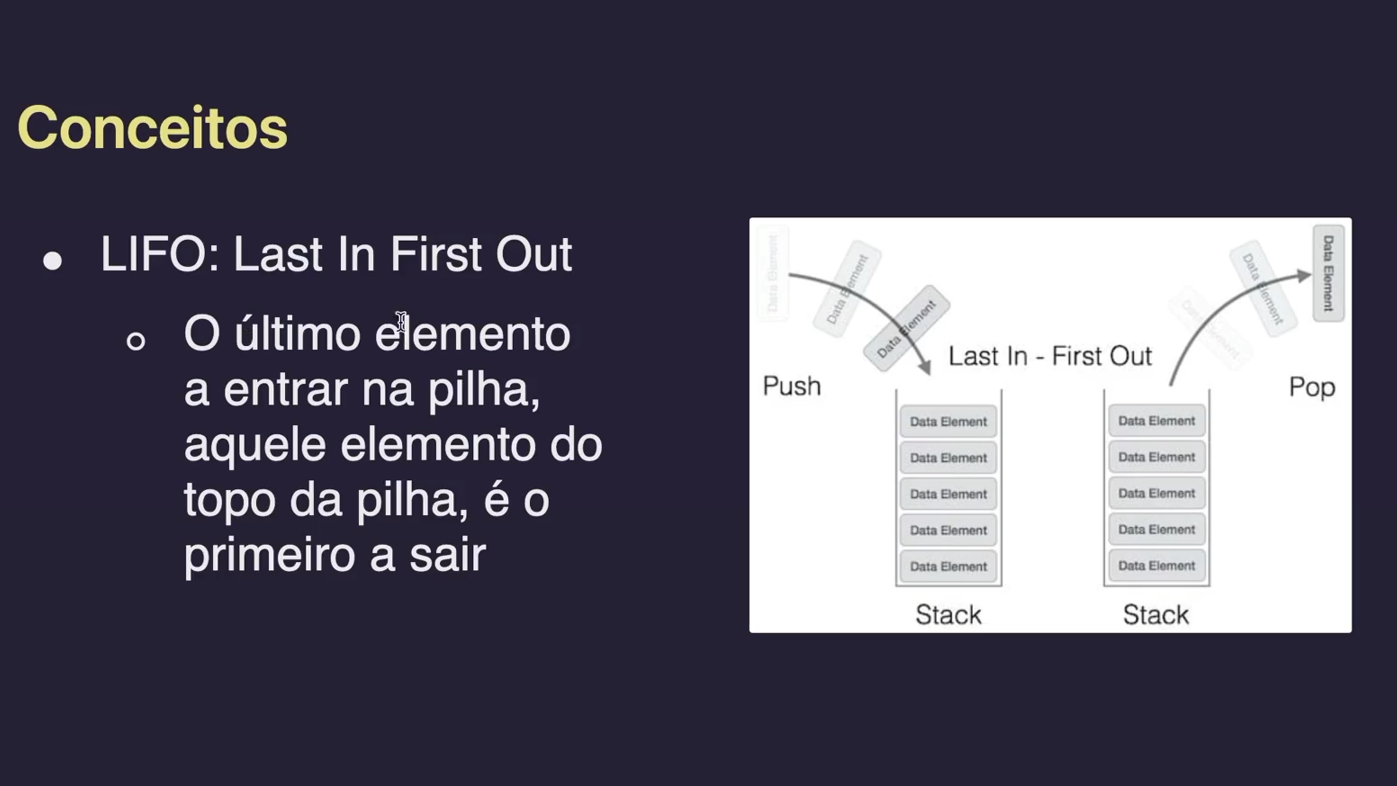 Conceitos
LIFO: Last In First Out
O último elemento
a entrar na pilha,
aquele elemento do
topo da pilha, é o
primeiro a sair
Data Element
Data Element
Data Element
Data Element
Data Element
Data Element
Last In - First Out
Push
Pop
Data Element
Data Element
Data Element
Data Element
Data Element
Data Element
Data Element
Data Element
Data Element
Data Element
Stack
Stack